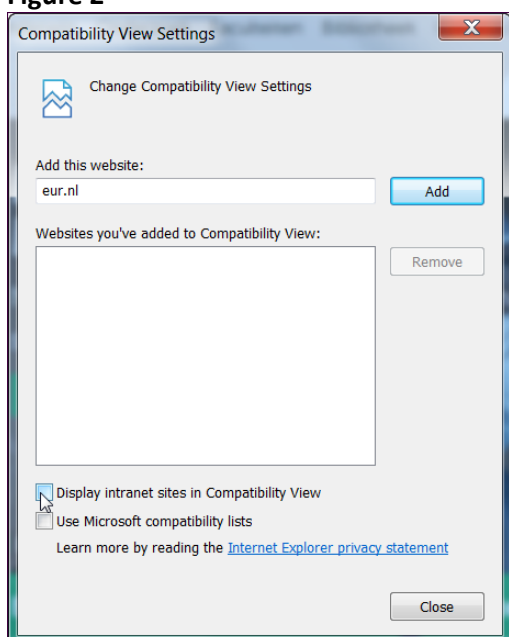 Figure 2
Compatibility View Settings
Change Compatibility View Settings
Add this website:
eur.nl
Add
Websites you've added to Compatibility View:
Remove
Display intranet sites in Compatibility View
Use Microsoft compatibility lists
Learn more by reading the Internet Explorer privacy statement
Close